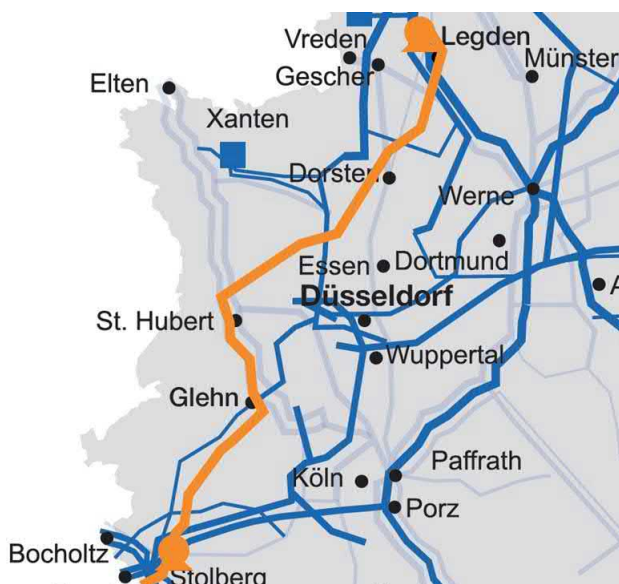 Vreden
Legden
Gescher
Münster
Elten
Xanten
Dorsten
Werne
Essen
Dortmund
Düsseldorf
St. Hubert
Wuppertal
Glehn
Köln
Paffrath
Porz
Bocholtz
Stolberg